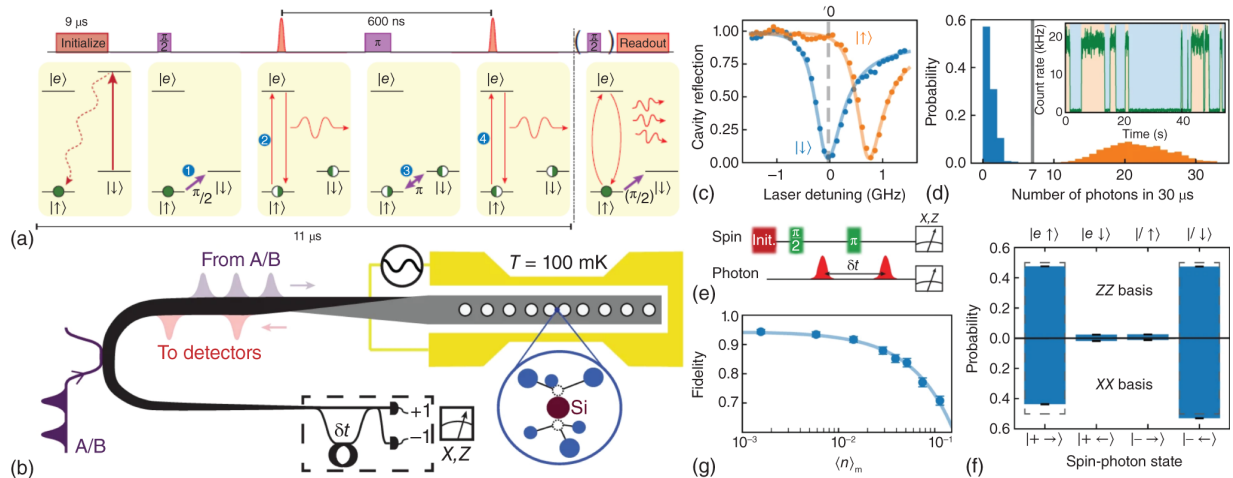 9 μs
600 ns
Initialize
π/2
π
(π/2)
Readout
|e⟩
|e⟩
|e⟩
|e⟩
|e⟩
|e⟩
1
2
3
4
|↓⟩
|↓⟩
|↓⟩
|↓⟩
|↓⟩
|↓⟩
π/2
π
(π/2)
|↑⟩
|↑⟩
|↑⟩
|↑⟩
|↑⟩
|↑⟩
(a)
11 μs
From A/B
To detectors
T = 100 mK
Si
A/B
δt
+1
−1
X,Z
(b)
′0
|↑⟩
|↓⟩
Cavity reflection
1.00
0.75
0.50
0.25
0.00
−1
0
1
Laser detuning (GHz)
(c)
Probability
0.6
0.4
0.2
0.0
Count rate (kHz)
20
10
0
0
20
40
Time (s)
0
7
10
20
30
Number of photons in 30 μs
(d)
Spin
Init.
π/2
π
X,Z
Photon
δt
(e)
Fidelity
1.0
0.9
0.8
0.7
0.6
10⁻³
10⁻²
10⁻¹
⟨n⟩m
(g)
|e ↑⟩
|e ↓⟩
|/ ↑⟩
|/ ↓⟩
Probability
0.6
0.4
0.2
0.0
0.2
0.4
0.6
ZZ basis
XX basis
|+ →⟩
|+ ←⟩
|− →⟩
|− ←⟩
Spin-photon state
(f)